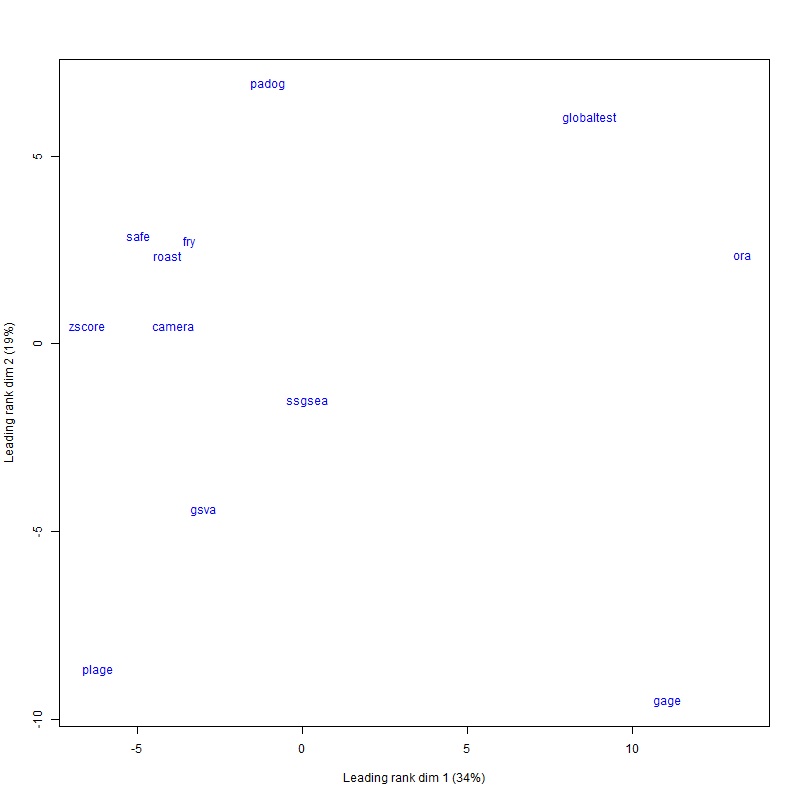 padog
globaltest
5
safe
fry
roast
ora
zscore
camera
0
Leading rank dim 2 (19%)
ssgsea
gsva
-5
plage
gage
-10
-5
0
5
10
Leading rank dim 1 (34%)